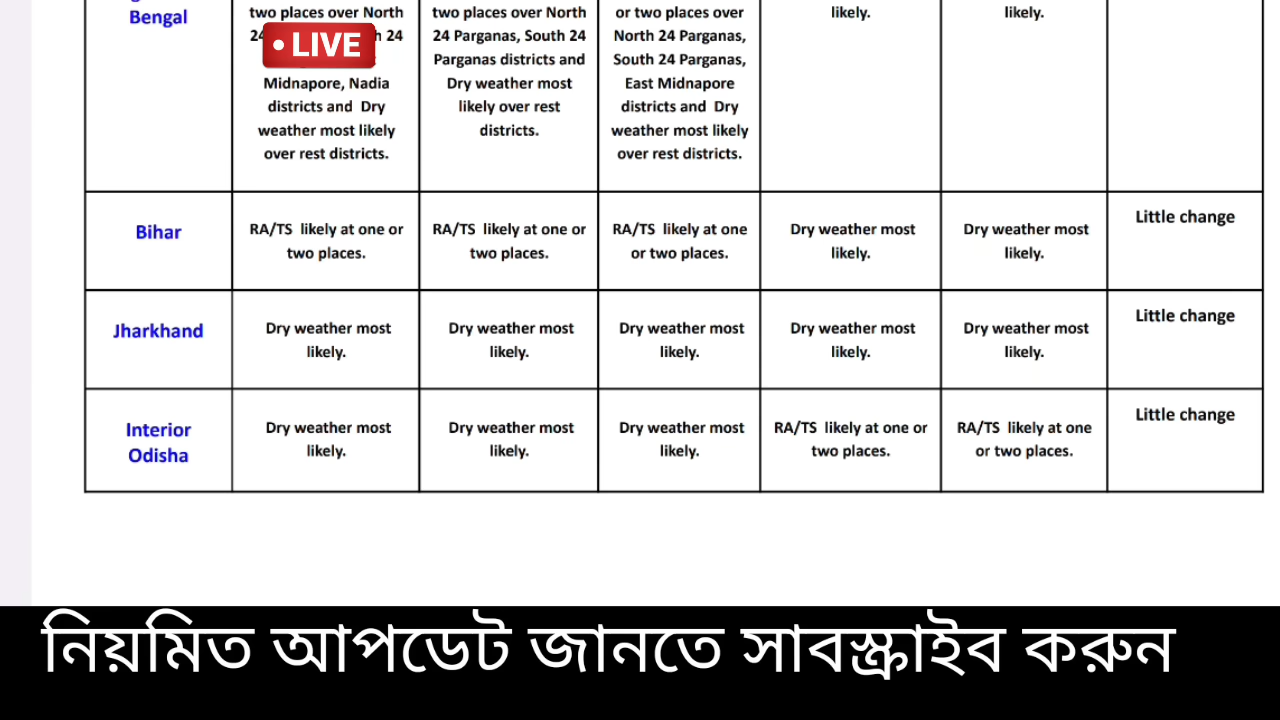 Bengal
two places over North
24
h 24
Midnapore, Nadia
districts and Dry
weather most likely
over rest districts.
two places over North
24 Parganas, South 24
Parganas districts and
Dry weather most
likely over rest
districts.
or two places over
North 24 Parganas,
South 24 Parganas,
East Midnapore
districts and Dry
weather most likely
over rest districts.
likely.
likely.
• LIVE
Bihar
RA/TS likely at one or
two places.
RA/TS likely at one or
two places.
RA/TS likely at one
or two places.
Dry weather most
likely.
Dry weather most
likely.
Little change
Jharkhand
Dry weather most
likely.
Dry weather most
likely.
Dry weather most
likely.
Dry weather most
likely.
Dry weather most
likely.
Little change
Interior
Odisha
Dry weather most
likely.
Dry weather most
likely.
Dry weather most
likely.
RA/TS likely at one or
two places.
RA/TS likely at one
or two places.
Little change
নিয়মিত আপডেট জানতে সাবস্ক্রাইব করুন